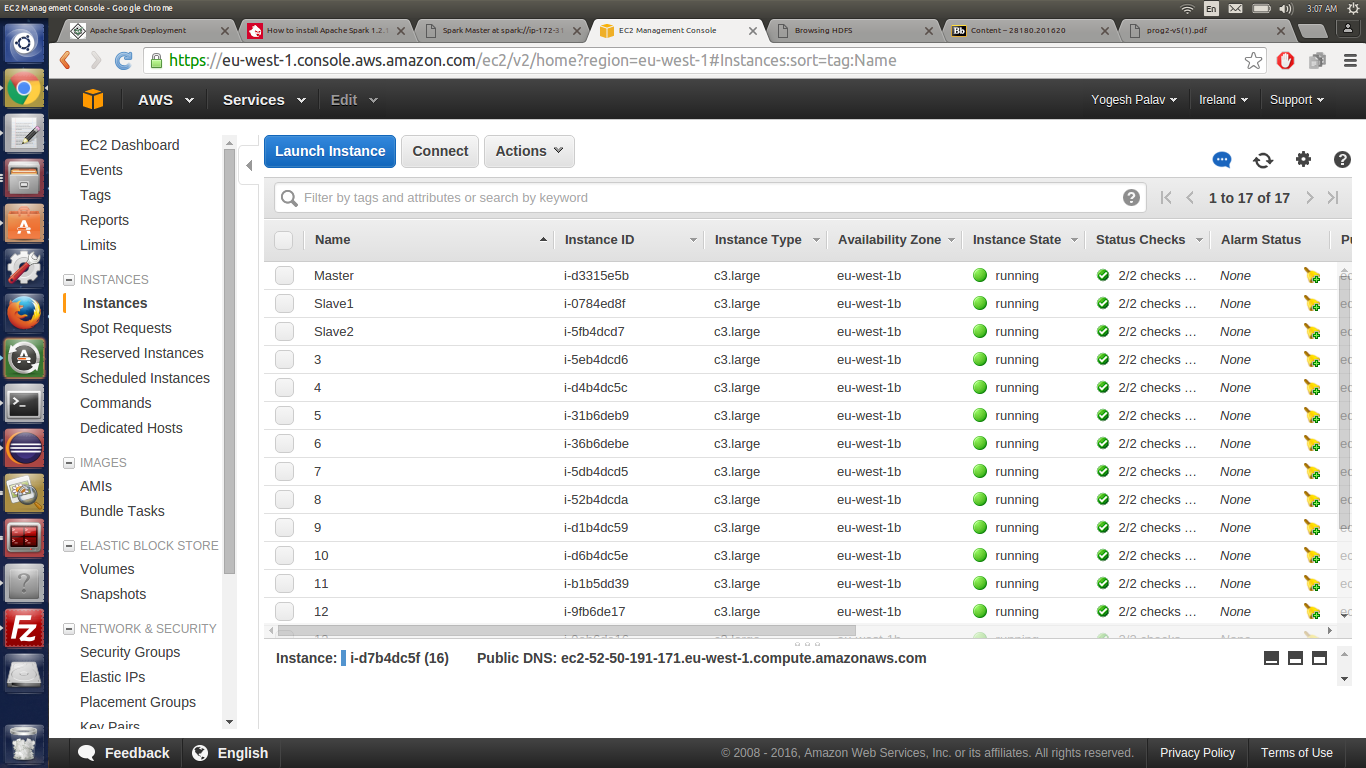 EC2 Management Console - Google Chrome
En 3:07 AM
Apache Spark Deployment How to install Apache Spark 1.2. Spark Master at spark://ip-172-31 EC2 Management Console Browsing HDFS Bb Content – 28180.201620 prog2-v5(1).pdf
https://eu-west-1.console.aws.amazon.com/ec2/v2/home?region=eu-west-1#Instances:sort=tag:Name
AWS Services Edit Yogesh Palav Ireland Support
EC2 Dashboard
Events
Tags
Reports
Limits
INSTANCES
Instances
Spot Requests
Reserved Instances
Scheduled Instances
Commands
Dedicated Hosts
IMAGES
AMIs
Bundle Tasks
ELASTIC BLOCK STORE
Volumes
Snapshots
NETWORK & SECURITY
Security Groups
Elastic IPs
Placement Groups
Key Pairs
Launch Instance Connect Actions
Filter by tags and attributes or search by keyword 1 to 17 of 17
Name Instance ID Instance Type Availability Zone Instance State Status Checks Alarm Status
Master i-d3315e5b c3.large eu-west-1b running 2/2 checks ... None
Slave1 i-0784ed8f c3.large eu-west-1b running 2/2 checks ... None
Slave2 i-5fb4dcd7 c3.large eu-west-1b running 2/2 checks ... None
3 i-5eb4dcd6 c3.large eu-west-1b running 2/2 checks ... None
4 i-d4b4dc5c c3.large eu-west-1b running 2/2 checks ... None
5 i-31b6deb9 c3.large eu-west-1b running 2/2 checks ... None
6 i-36b6debe c3.large eu-west-1b running 2/2 checks ... None
7 i-5db4dcd5 c3.large eu-west-1b running 2/2 checks ... None
8 i-52b4dcda c3.large eu-west-1b running 2/2 checks ... None
9 i-d1b4dc59 c3.large eu-west-1b running 2/2 checks ... None
10 i-d6b4dc5e c3.large eu-west-1b running 2/2 checks ... None
11 i-b1b5dd39 c3.large eu-west-1b running 2/2 checks ... None
12 i-9fb6de17 c3.large eu-west-1b running 2/2 checks ... None
Instance: i-d7b4dc5f (16) Public DNS: ec2-52-50-191-171.eu-west-1.compute.amazonaws.com
Feedback English © 2008 - 2016, Amazon Web Services, Inc. or its affiliates. All rights reserved. Privacy Policy Terms of Use